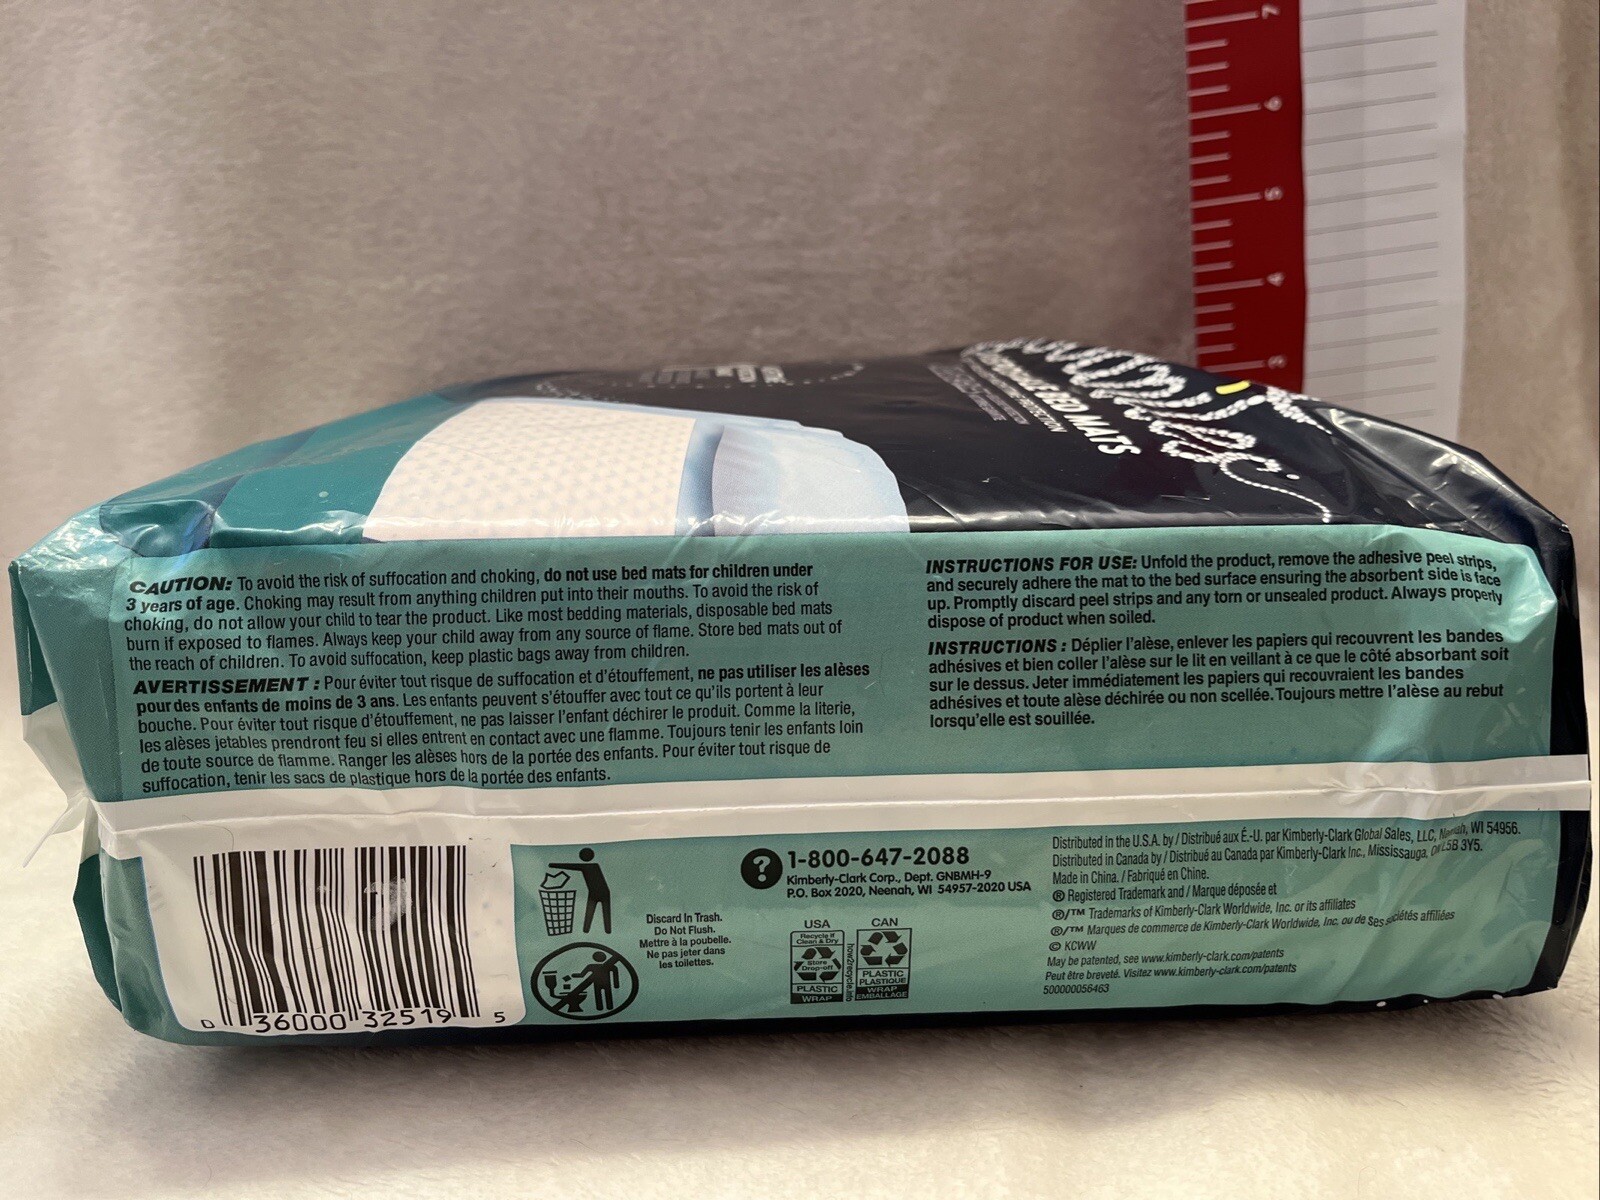 7
6
5
4
3
DISPOSABLE BED MATS
CAUTION: To avoid the risk of suffocation and choking, do not use bed mats for children under
3 years of age. Choking may result from anything children put into their mouths. To avoid the risk of
choking, do not allow your child to tear the product. Like most bedding materials, disposable bed mats
burn if exposed to flames. Always keep your child away from any source of flame. Store bed mats out of
the reach of children. To avoid suffocation, keep plastic bags away from children.
AVERTISSEMENT : Pour éviter tout risque de suffocation et d'étouffement, ne pas utiliser les alèses
pour des enfants de moins de 3 ans. Les enfants peuvent s'étouffer avec tout ce qu'ils portent à leur
bouche. Pour éviter tout risque d'étouffement, ne pas laisser l'enfant déchirer le produit. Comme la literie,
les alèses jetables prendront feu si elles entrent en contact avec une flamme. Toujours tenir les enfants loin
de toute source de flamme. Ranger les alèses hors de la portée des enfants. Pour éviter tout risque de
suffocation, tenir les sacs de plastique hors de la portée des enfants.
INSTRUCTIONS FOR USE: Unfold the product, remove the adhesive peel strips,
and securely adhere the mat to the bed surface ensuring the absorbent side is face
up. Promptly discard peel strips and any torn or unsealed product. Always properly
dispose of product when soiled.
INSTRUCTIONS : Déplier l'alèse, enlever les papiers qui recouvrent les bandes
adhésives et bien coller l'alèse sur le lit en veillant à ce que le côté absorbant soit
sur le dessus. Jeter immédiatement les papiers qui recouvraient les bandes
adhésives et toute alèse déchirée ou non scellée. Toujours mettre l'alèse au rebut
lorsqu'elle est souillée.
0 36000 32519 5
Discard In Trash.
Do Not Flush.
Mettre à la poubelle.
Ne pas jeter dans
les toilettes.
? 1-800-647-2088
Kimberly-Clark Corp., Dept. GNBMH-9
P.O. Box 2020, Neenah, WI 54957-2020 USA
USA
Recycle if
Clean & Dry
Store
Drop-off
PLASTIC
WRAP
how2recycle.info
CAN
PLASTIC
PLASTIQUE
WRAP
EMBALLAGE
Distributed in the U.S.A. by / Distribué aux É.-U. par Kimberly-Clark Global Sales, LLC, Neenah, WI 54956.
Distributed in Canada by / Distribué au Canada par Kimberly-Clark Inc., Mississauga, ON L5B 3Y5.
Made in China. / Fabriqué en Chine.
® Registered Trademark and / Marque déposée et
®/™ Trademarks of Kimberly-Clark Worldwide, Inc. or its affiliates
®/™ Marques de commerce de Kimberly-Clark Worldwide, Inc. ou de ses sociétés affiliées
© KCWW
May be patented, see www.kimberly-clark.com/patents
Peut être breveté. Visitez www.kimberly-clark.com/patents
500000056463